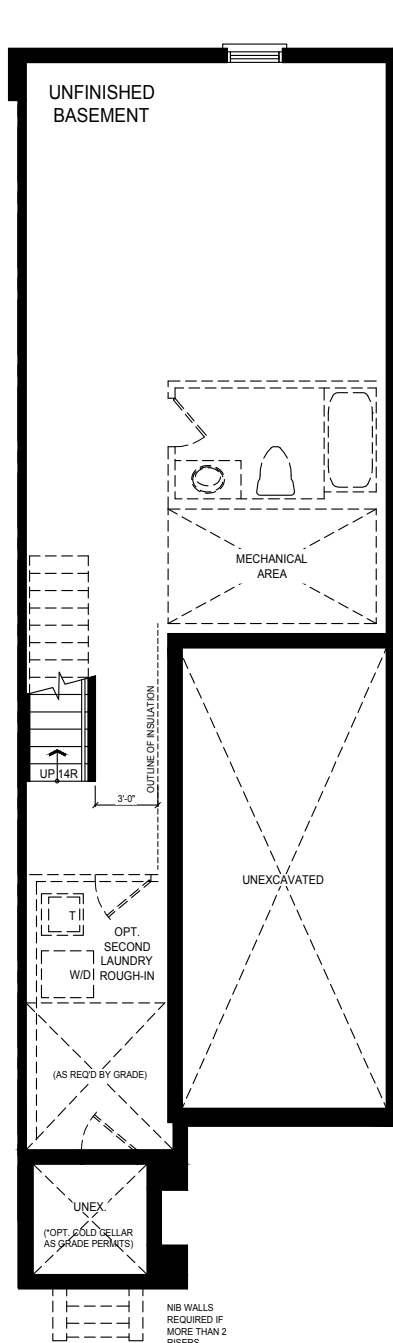 UNFINISHED
BASEMENT
MECHANICAL
AREA
OUTLINE OF INSULATION
UP 14R
3'-0"
UNEXCAVATED
T
OPT.
SECOND
LAUNDRY
W/D ROUGH-IN
(AS REQ'D BY GRADE)
UNEX.
(*OPT. COLD CELLAR
AS GRADE PERMITS)
NIB WALLS
REQUIRED IF
MORE THAN 2
RISERS